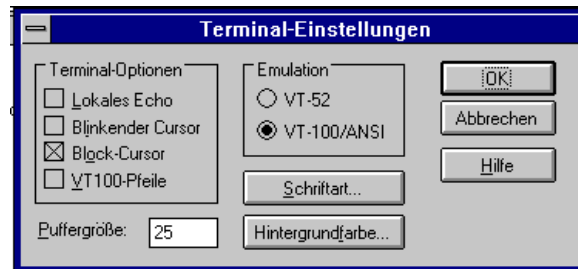 Terminal-Einstellungen
Terminal-Optionen
Lokales Echo
Blinkender Cursor
Block-Cursor
VT100-Pfeile
Puffergröße: 25
Emulation
VT-52
VT-100/ANSI
Schriftart...
Hintergrundfarbe...
OK
Abbrechen
Hilfe